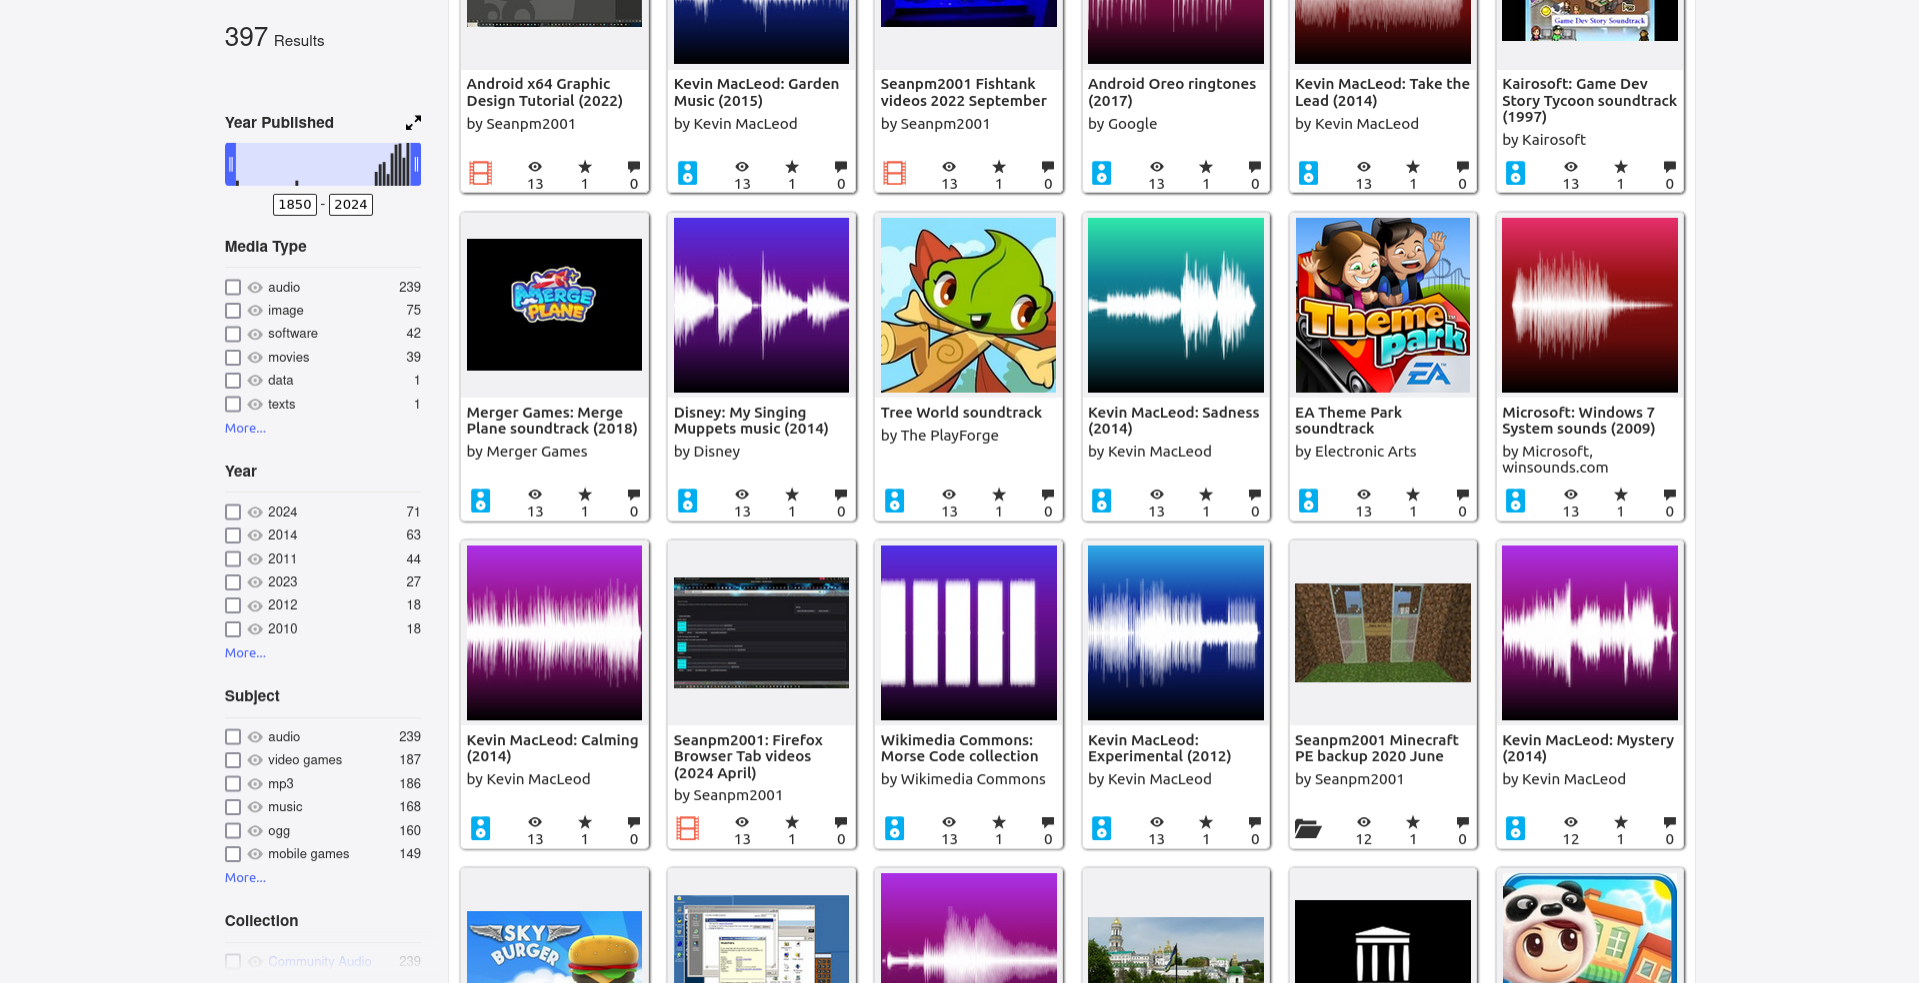 397 Results
Year Published
1850 - 2024
Media Type
audio 239
image 75
software 42
movies 39
data 1
texts 1
More...
Year
2024 71
2014 63
2011 44
2023 27
2012 18
2010 18
More...
Subject
audio 239
video games 187
mp3 186
music 168
ogg 160
mobile games 149
More...
Collection
Community Audio 239
Game Dev Story Soundtrack
Android x64 Graphic
Design Tutorial (2022)
by Seanpm2001
13 1 0
Kevin MacLeod: Garden
Music (2015)
by Kevin MacLeod
13 1 0
Seanpm2001 Fishtank
videos 2022 September
by Seanpm2001
13 1 0
Android Oreo ringtones
(2017)
by Google
13 1 0
Kevin MacLeod: Take the
Lead (2014)
by Kevin MacLeod
13 1 0
Kairosoft: Game Dev
Story Tycoon soundtrack
(1997)
by Kairosoft
13 1 0
MERGE
PLANE
Merger Games: Merge
Plane soundtrack (2018)
by Merger Games
13 1 0
Disney: My Singing
Muppets music (2014)
by Disney
13 1 0
Tree World soundtrack
by The PlayForge
13 1 0
Kevin MacLeod: Sadness
(2014)
by Kevin MacLeod
13 1 0
Theme
park
EA
EA Theme Park
soundtrack
by Electronic Arts
13 1 0
Microsoft: Windows 7
System sounds (2009)
by Microsoft,
winsounds.com
13 1 0
Kevin MacLeod: Calming
(2014)
by Kevin MacLeod
13 1 0
Seanpm2001: Firefox
Browser Tab videos
(2024 April)
by Seanpm2001
13 1 0
Wikimedia Commons:
Morse Code collection
by Wikimedia Commons
13 1 0
Kevin MacLeod:
Experimental (2012)
by Kevin MacLeod
13 1 0
Seanpm2001 Minecraft
PE backup 2020 June
by Seanpm2001
12 1 0
Kevin MacLeod: Mystery
(2014)
by Kevin MacLeod
12 1 0
SKY
BURGER